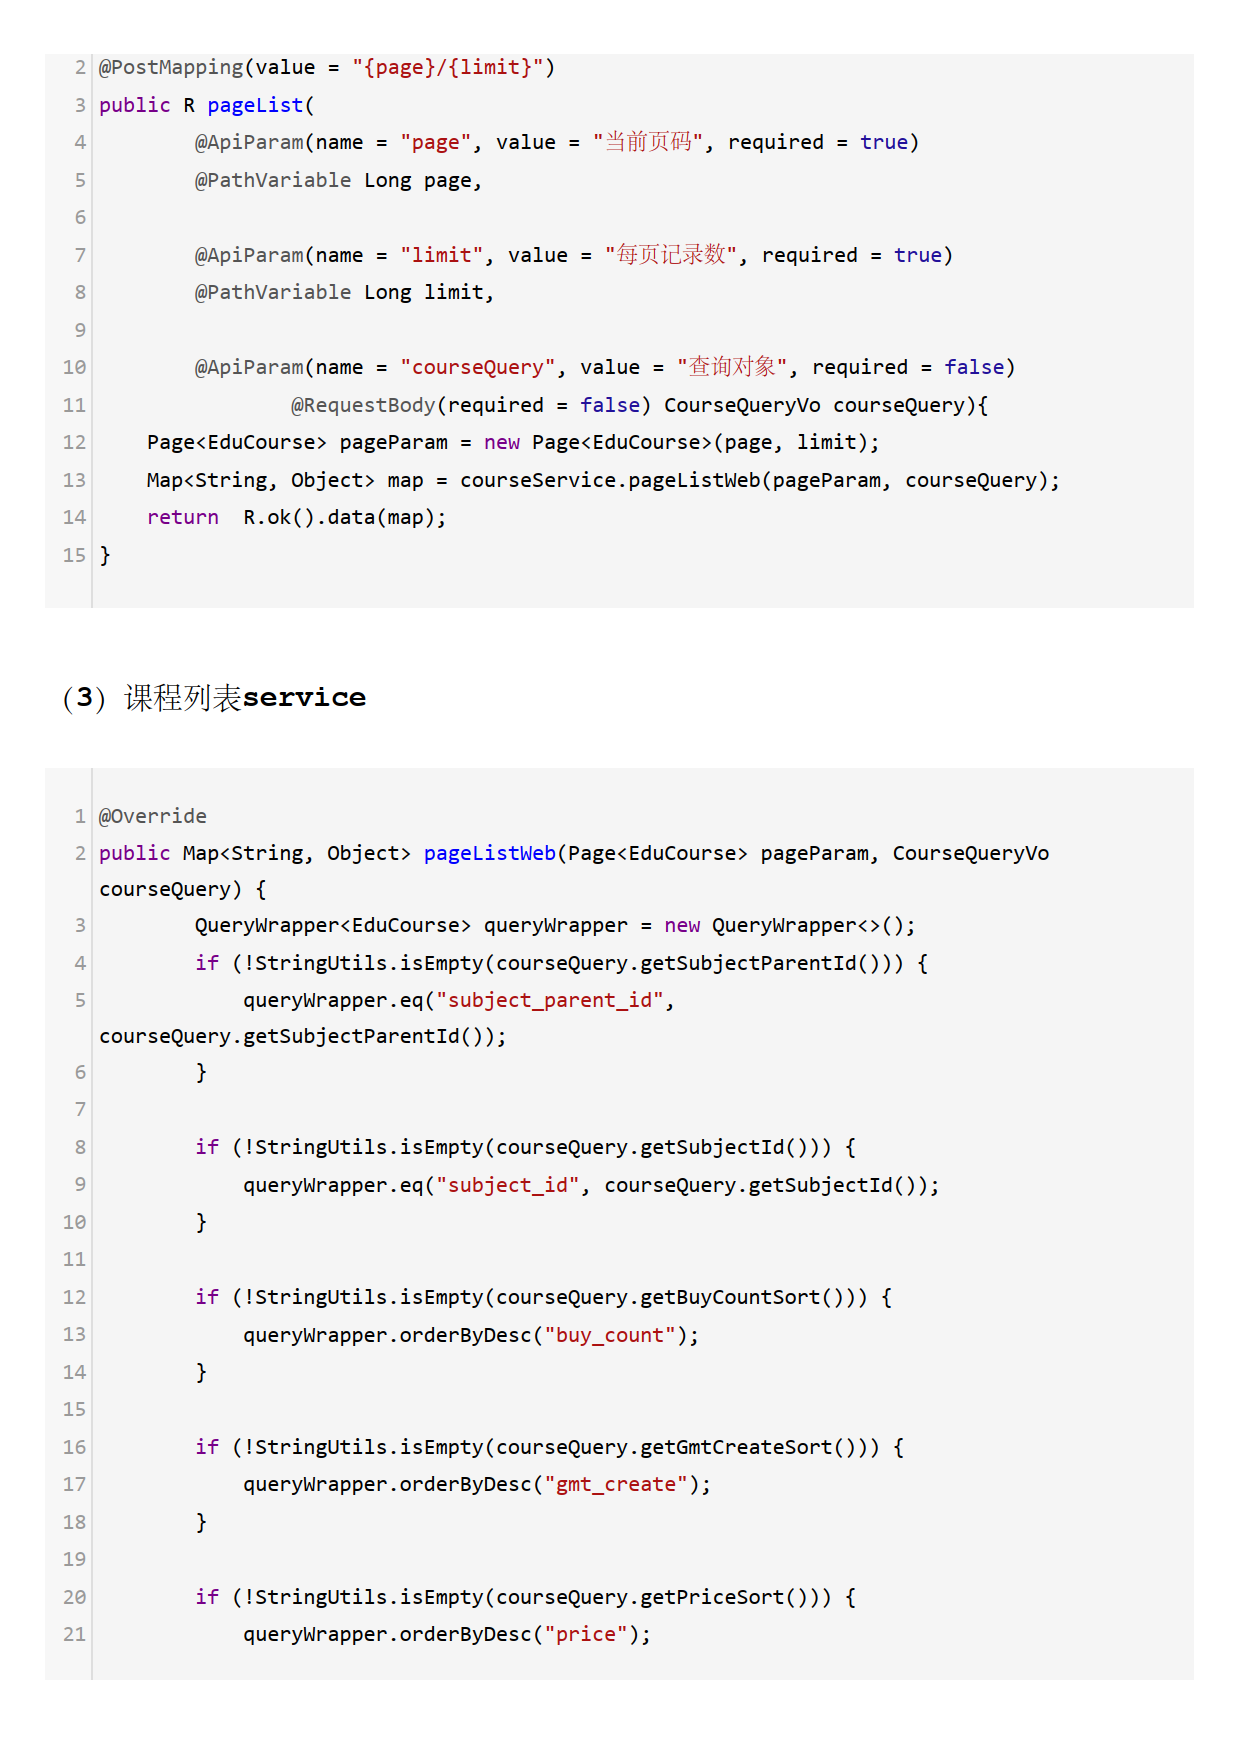 2 @PostMapping(value = "{page}/{limit}")
3 public R pageList(
4         @ApiParam(name = "page", value = "当前页码", required = true)
5         @PathVariable Long page,
6
7         @ApiParam(name = "limit", value = "每页记录数", required = true)
8         @PathVariable Long limit,
9
10         @ApiParam(name = "courseQuery", value = "查询对象", required = false)
11                 @RequestBody(required = false) CourseQueryVo courseQuery){
12     Page<EduCourse> pageParam = new Page<EduCourse>(page, limit);
13     Map<String, Object> map = courseService.pageListWeb(pageParam, courseQuery);
14     return  R.ok().data(map);
15 }
（3）课程列表service
1 @Override
2 public Map<String, Object> pageListWeb(Page<EduCourse> pageParam, CourseQueryVo
courseQuery) {
3         QueryWrapper<EduCourse> queryWrapper = new QueryWrapper<>();
4         if (!StringUtils.isEmpty(courseQuery.getSubjectParentId())) {
5             queryWrapper.eq("subject_parent_id",
courseQuery.getSubjectParentId());
6         }
7
8         if (!StringUtils.isEmpty(courseQuery.getSubjectId())) {
9             queryWrapper.eq("subject_id", courseQuery.getSubjectId());
10         }
11
12         if (!StringUtils.isEmpty(courseQuery.getBuyCountSort())) {
13             queryWrapper.orderByDesc("buy_count");
14         }
15
16         if (!StringUtils.isEmpty(courseQuery.getGmtCreateSort())) {
17             queryWrapper.orderByDesc("gmt_create");
18         }
19
20         if (!StringUtils.isEmpty(courseQuery.getPriceSort())) {
21             queryWrapper.orderByDesc("price");